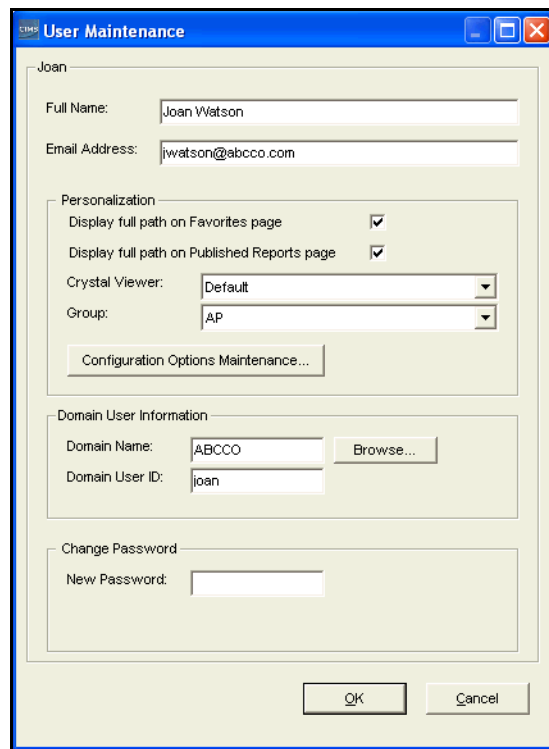 CIMS User Maintenance
Joan
Full Name: Joan Watson
Email Address: jwatson@abcco.com
Personalization
Display full path on Favorites page
Display full path on Published Reports page
Crystal Viewer: Default
Group: AP
Configuration Options Maintenance...
Domain User Information
Domain Name: ABCCO Browse...
Domain User ID: joan
Change Password
New Password:
OK Cancel